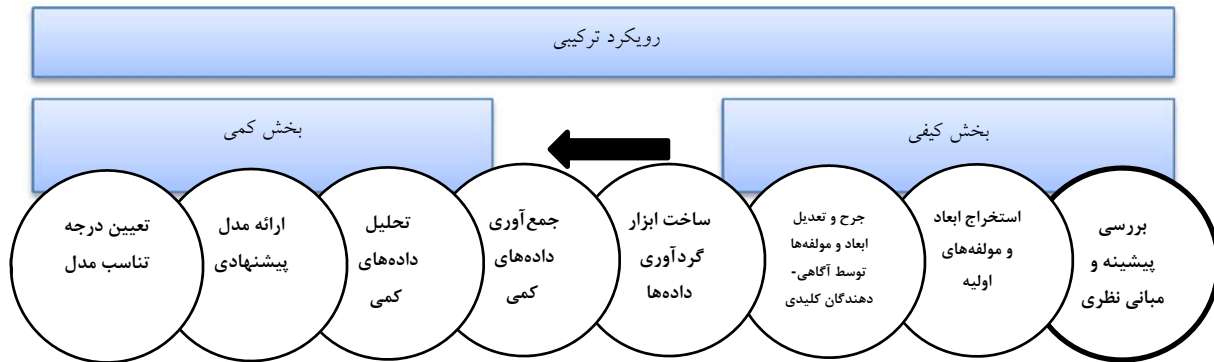 رویکرد ترکیبی
بخش کیفی
بخش کمی
بررسی
پیشینه و
مبانی نظری
استخراج ابعاد
و مولفه‌های
اولیه
جرح و تعدیل
ابعاد و مولفه‌ها
توسط آگاهی-
دهندگان کلیدی
ساخت ابزار
گردآوری
داده‌ها
جمع‌آوری
داده‌های
کمی
تحلیل
داده‌های
کمی
ارائه مدل
پیشنهادی
تعیین درجه
تناسب مدل